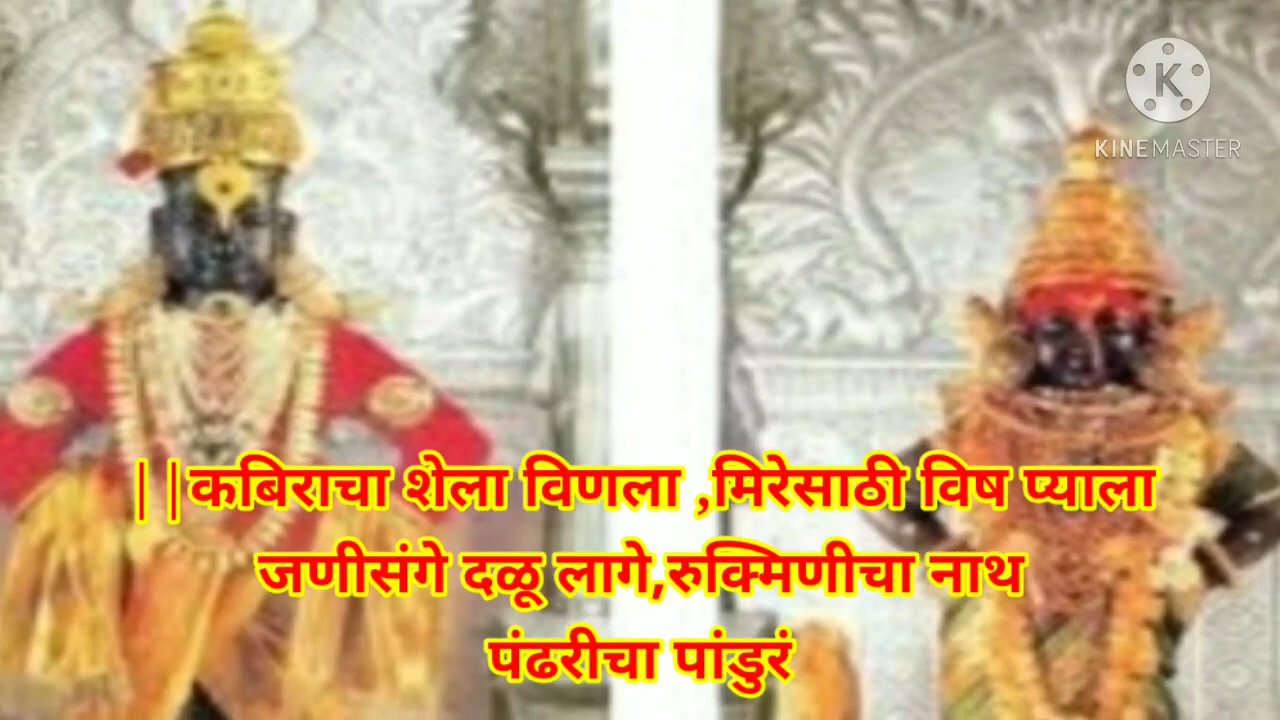 KINEMASTER
||कबिराचा शेला विणला ,मिरेसाठी विष प्याला
जणीसंगे दळू लागे,रुक्मिणीचा नाथ
पंढरीचा पांडुरं